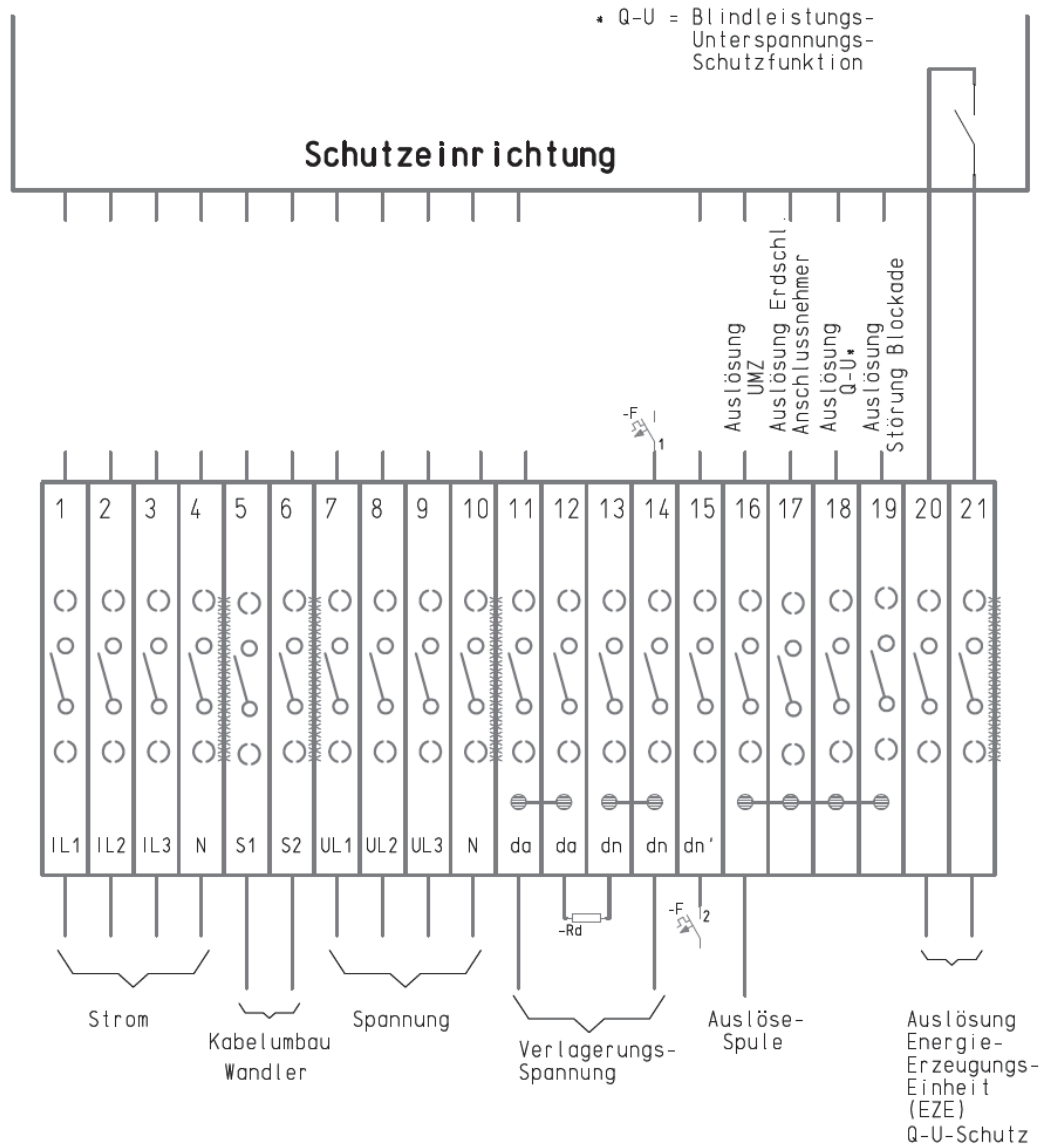 * Q-U = Blindleistungs-
Unterspannungs-
Schutzfunktion
Schutzeinrichtung
Auslösung
UMZ
Auslösung Erdschl.
Anschlussnehmer
Auslösung
Q-U*
Auslösung
Störung Blockade
-F
1
1 2 3 4 5 6 7 8 9 10 11 12 13 14 15 16 17 18 19 20 21
IL1 IL2 IL3 N S1 S2 UL1 UL2 UL3 N da da dn dn dn'
-Rd
-F
2
Strom
Kabelumbau
Wandler
Spannung
Verlagerungs-
Spannung
Auslöse-
Spule
Auslösung
Energie-
Erzeugungs-
Einheit
(EZE)
Q-U-Schutz